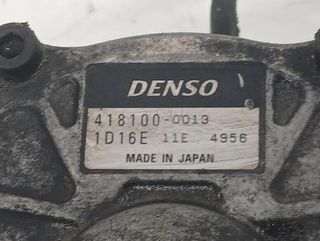 DENSO
418100-0013
1D16E 11E 4956
MADE IN JAPAN